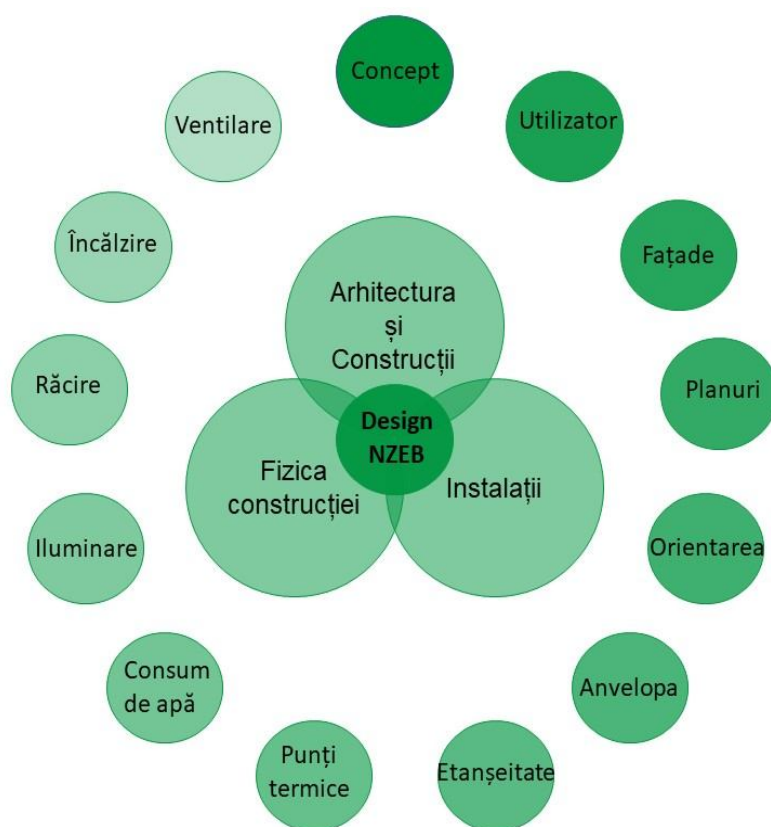 Concept
Utilizator
Fațade
Planuri
Orientarea
Anvelopa
Etanșeitate
Punți
termice
Consum
de apă
Iluminare
Răcire
Încălzire
Ventilare
Arhitectura
și
Construcții
Design
NZEB
Fizica
construcției
Instalații